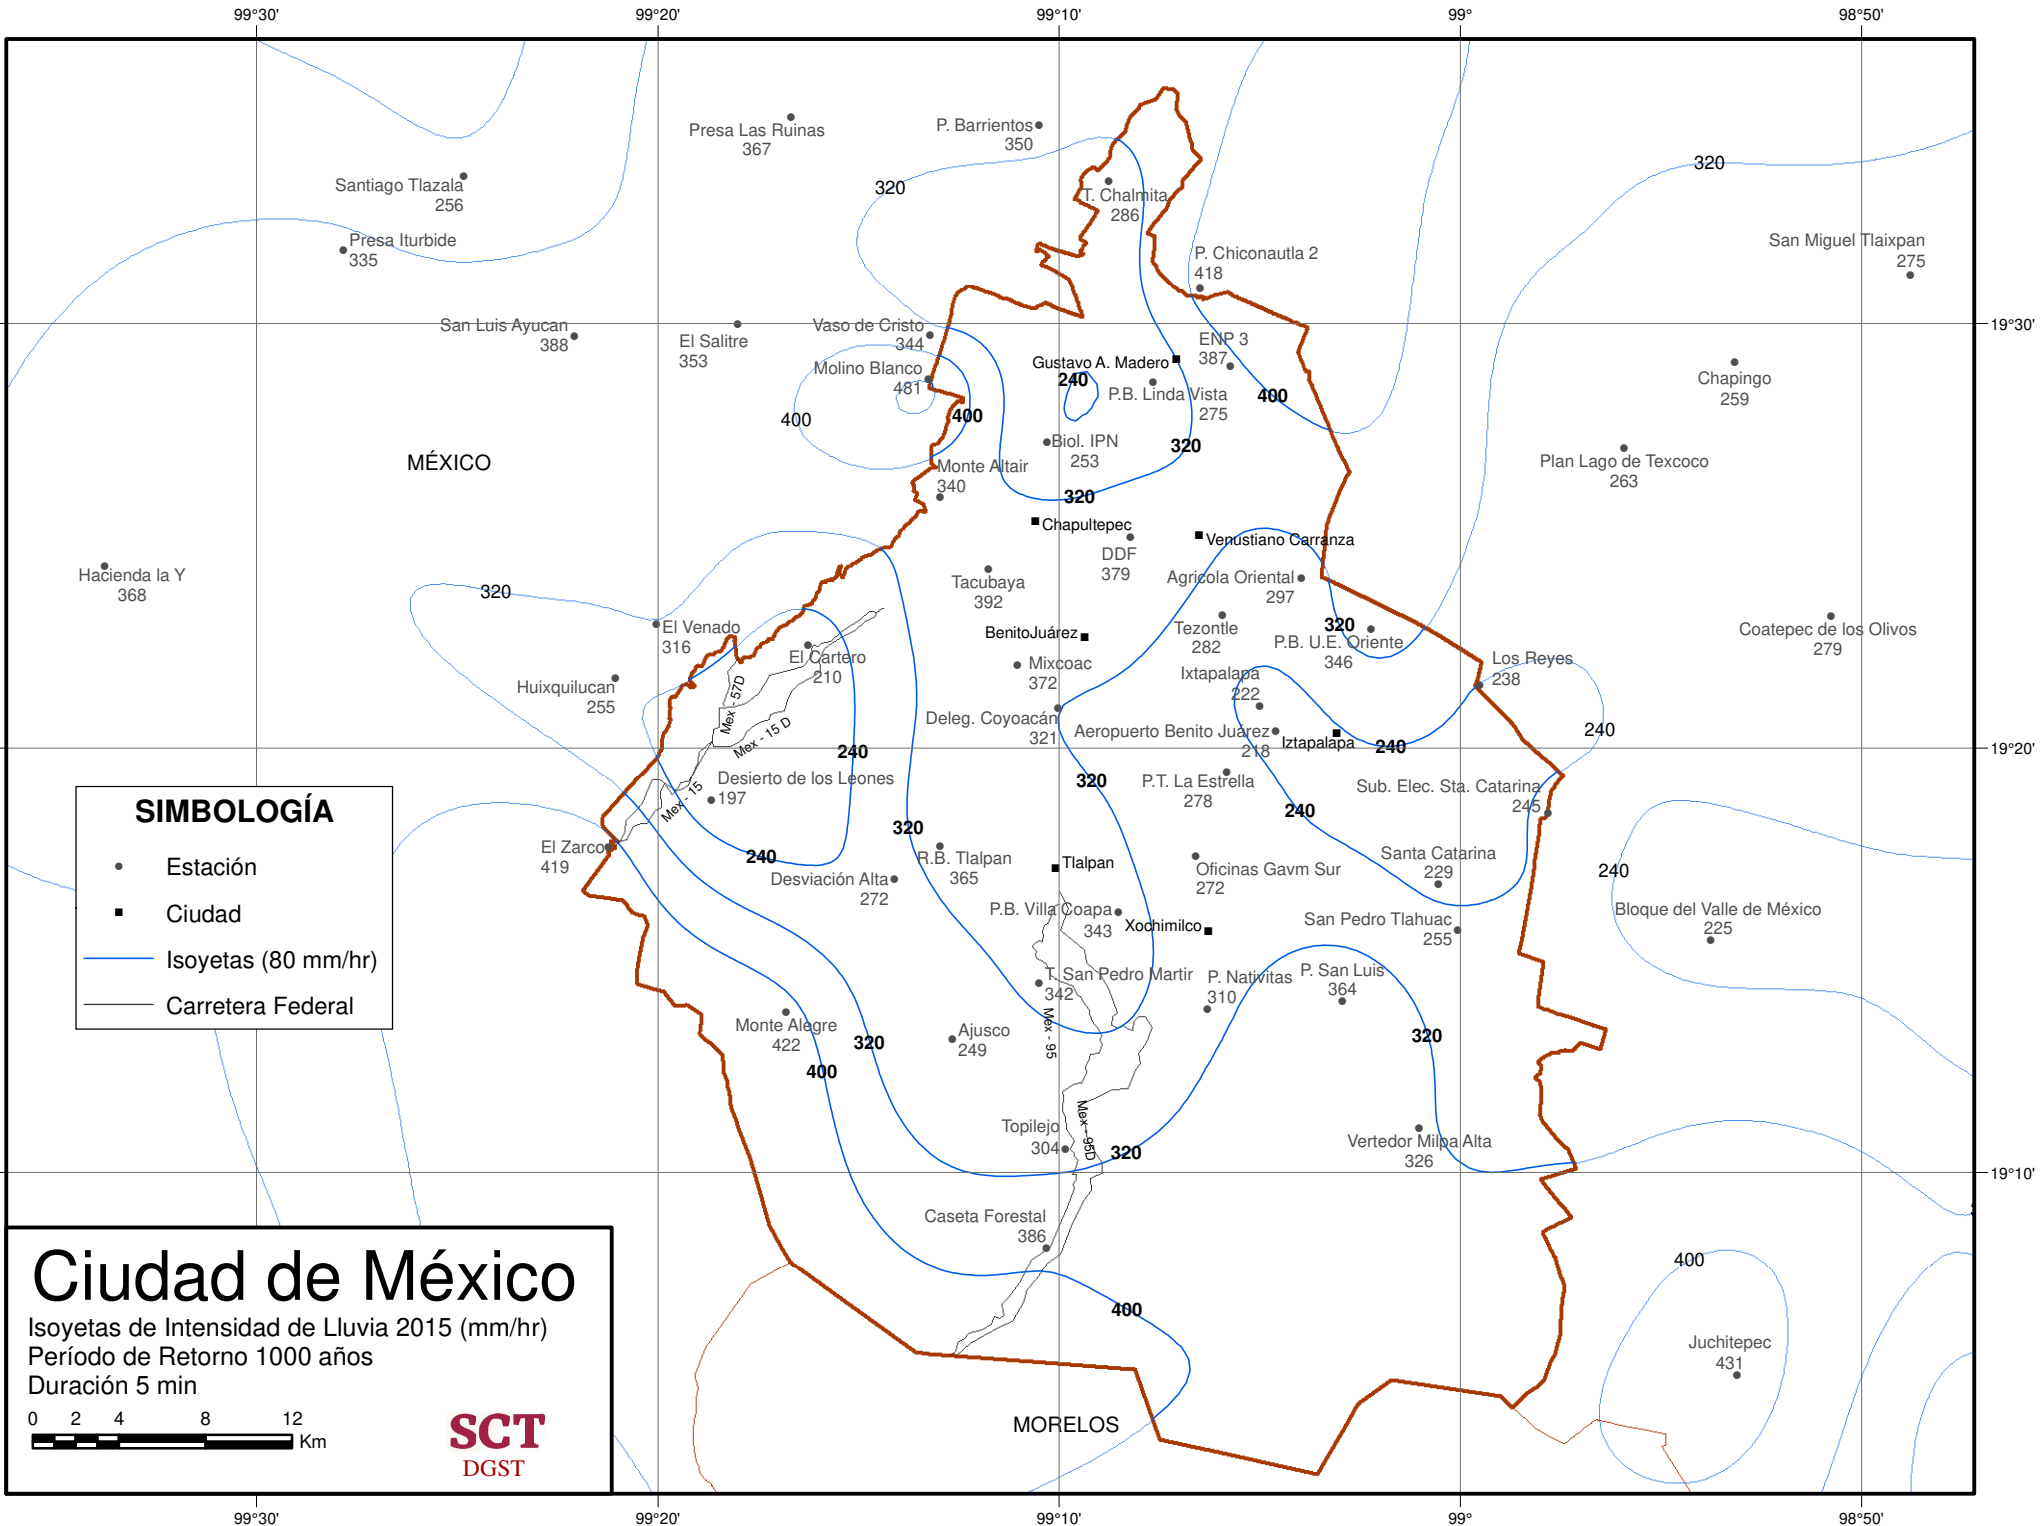 99°30'
99°20'
99°10'
99°
98°50'
Presa Las Ruinas
367
P. Barrientos
350
320
320
Santiago Tlazala
256
T. Chalmita
286
Presa Iturbide
335
San Miguel Tlaixpan
275
P. Chiconautla 2
418
San Luis Ayucan
388
El Salitre
353
Vaso de Cristo
344
19°30'
ENP 3
387
Gustavo A. Madero
Molino Blanco
481
240
P.B. Linda Vista
275
400
Chapingo
259
400
400
MÉXICO
Biol. IPN
253
320
Monte Altair
340
Plan Lago de Texcoco
263
320
Chapultepec
Venustiano Carranza
DDF
379
Hacienda la Y
368
Tacubaya
392
Agricola Oriental
297
320
El Venado
316
BenitoJuárez
Tezontle
282
320
P.B. U.E. Oriente
346
Coatepec de los Olivos
279
El Cartero
210
Mixcoac
372
Ixtapalapa
222
Los Reyes
238
Huixquilucan
255
Mex - 57D
Mex - 15 D
Deleg. Coyoacán
321
Aeropuerto Benito Juárez
218
Iztapalapa
240
240
240
19°20'
Desierto de los Leones
197
Mex - 15
320
P.T. La Estrella
278
Sub. Elec. Sta. Catarina
245
240
SIMBOLOGÍA
Estación
Ciudad
Isoyetas (80 mm/hr)
Carretera Federal
320
El Zarco
419
240
R.B. Tlalpan
365
Tlalpan
Santa Catarina
229
240
Desviación Alta
272
Oficinas Gavm Sur
272
P.B. Villa Coapa
343
Xochimilco
San Pedro Tlahuac
255
Bloque del Valle de México
225
T. San Pedro Martir
342
P. Nativitas
310
P. San Luis
364
Monte Alegre
422
Ajusco
249
Mex - 95
320
320
400
Topilejo
304
Mex - 95D
320
Vertedor Milpa Alta
326
19°10'
Caseta Forestal
386
400
400
Juchitepec
431
MORELOS
Ciudad de México
Isoyetas de Intensidad de Lluvia 2015 (mm/hr)
Período de Retorno 1000 años
Duración 5 min
0 2 4 8 12
Km
SCT
DGST
99°30'
99°20'
99°10'
99°
98°50'